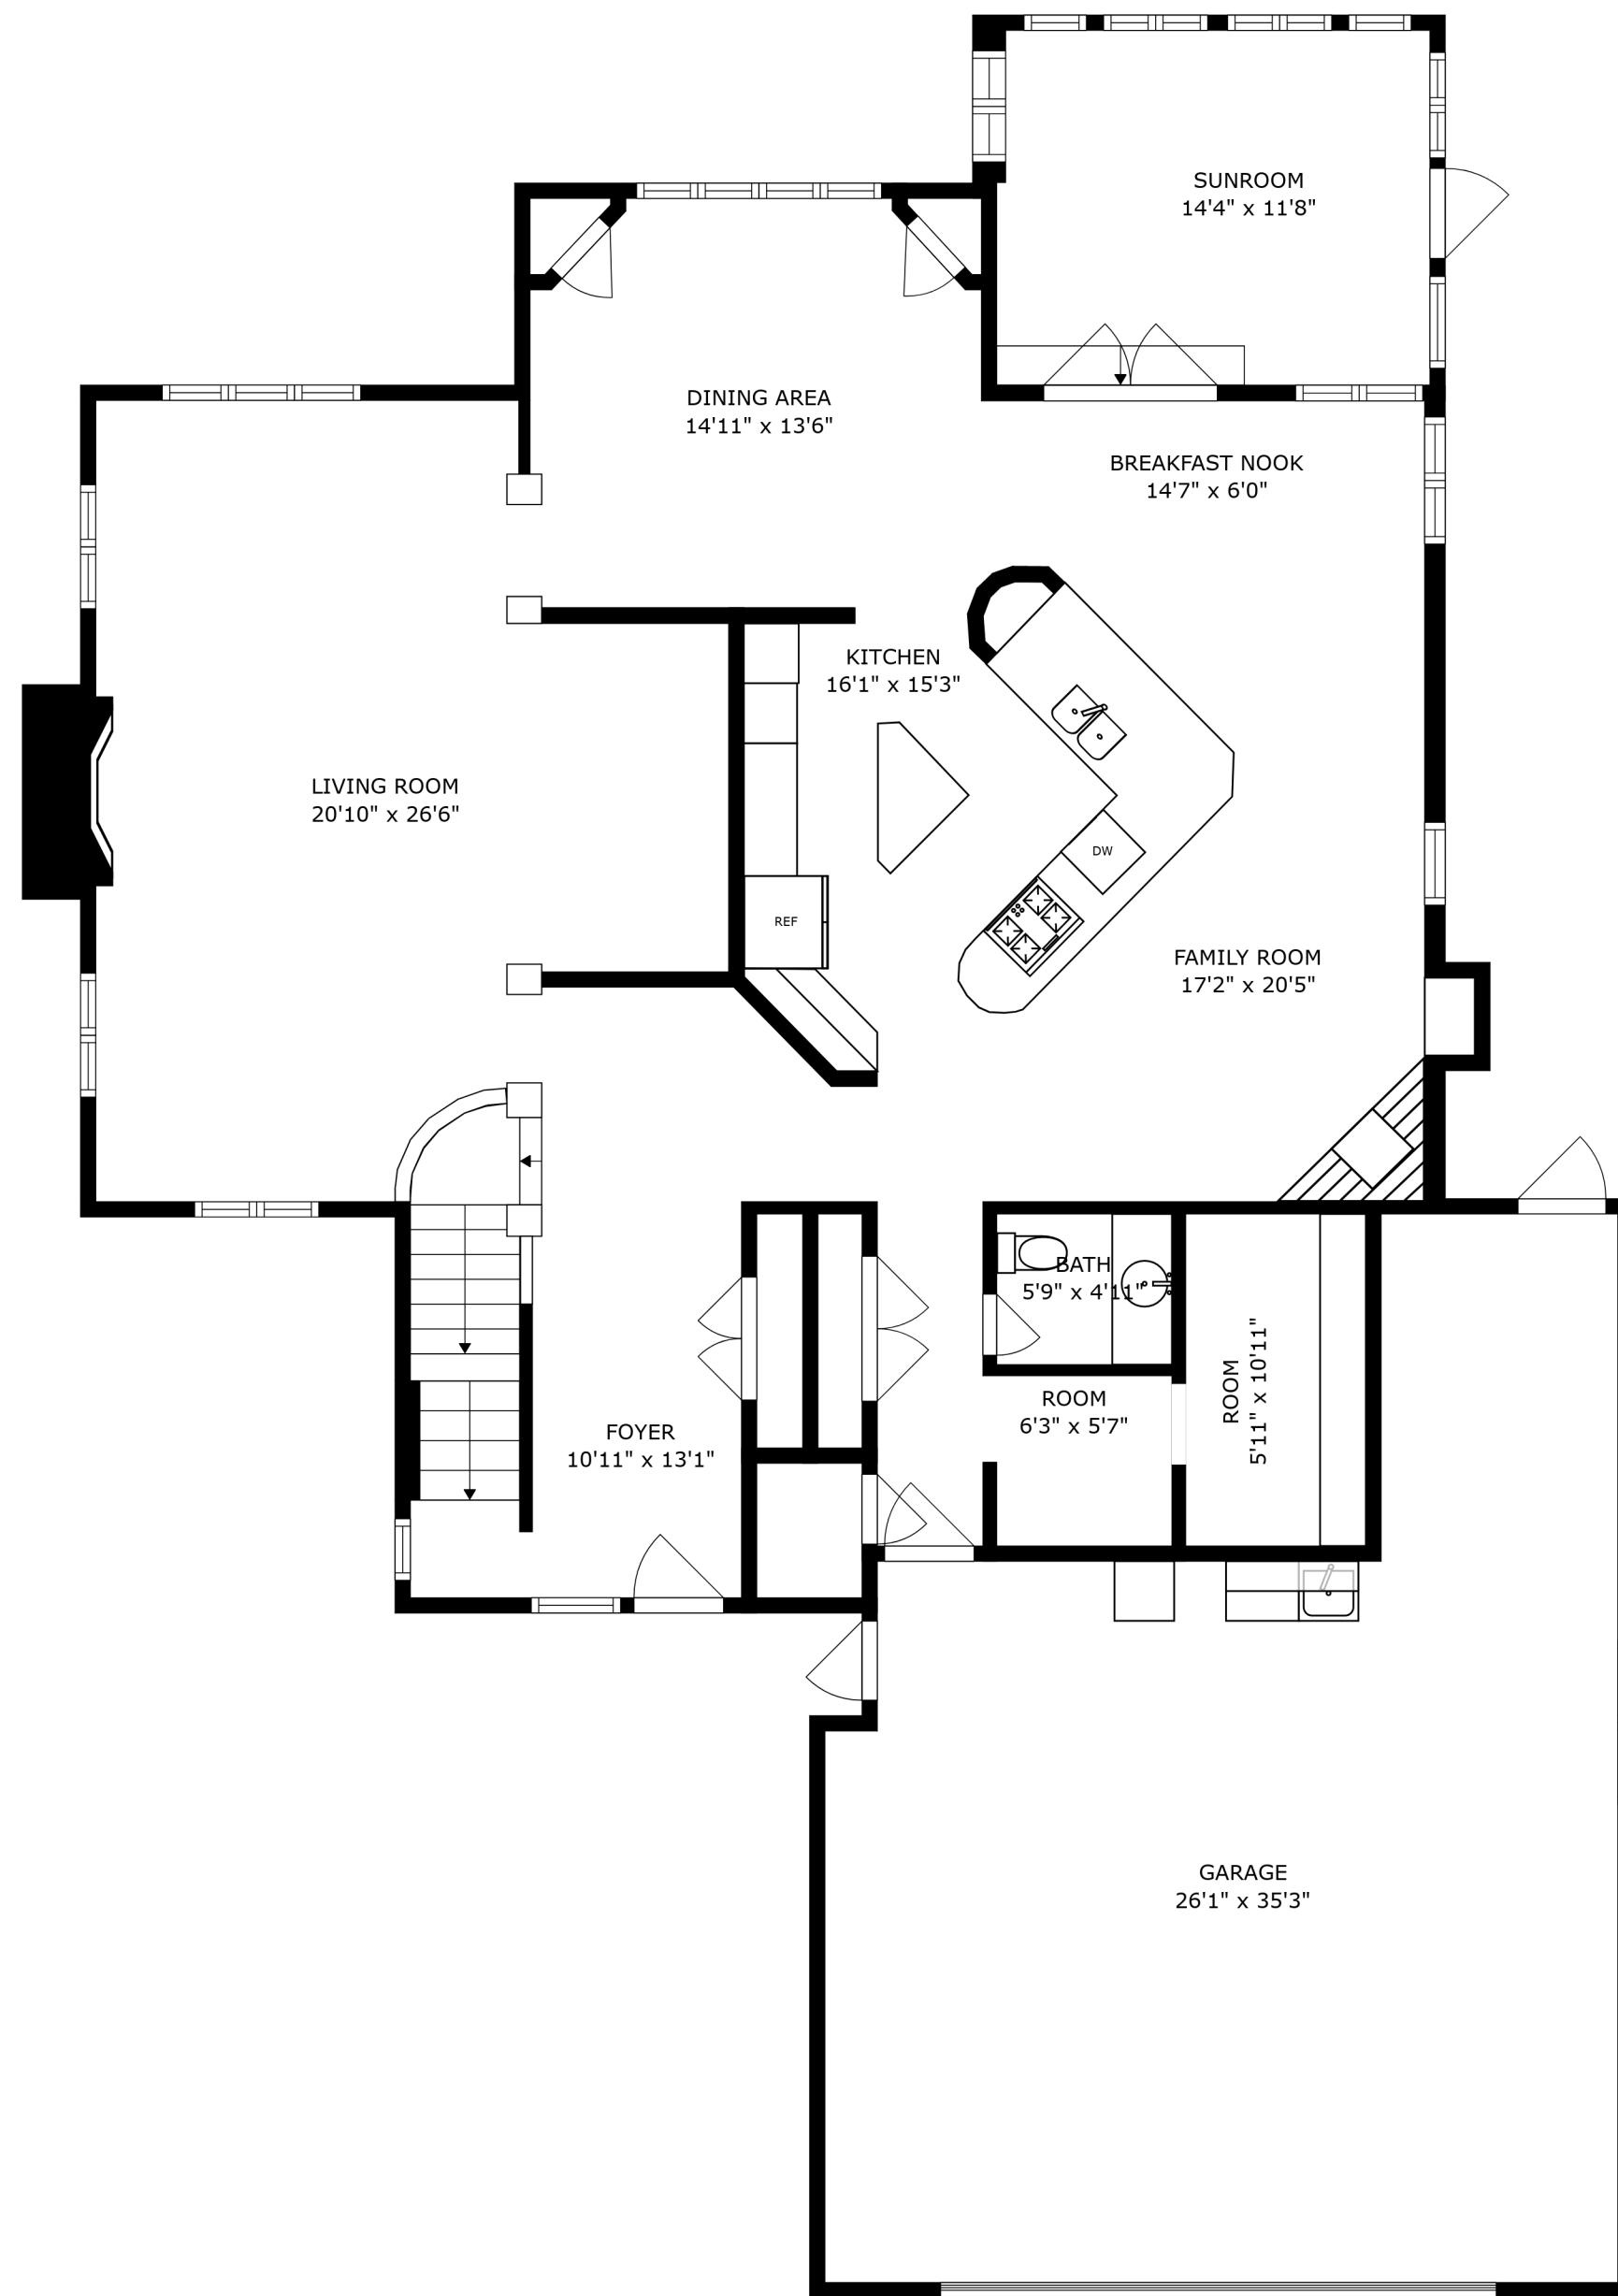 SUNROOM
14'4" x 11'8"
DINING AREA
14'11" x 13'6"
BREAKFAST NOOK
14'7" x 6'0"
KITCHEN
16'1" x 15'3"
LIVING ROOM
20'10" x 26'6"
DW
REF
FAMILY ROOM
17'2" x 20'5"
BATH
5'9" x 4'11"
ROOM
5'11" x 10'11"
ROOM
6'3" x 5'7"
FOYER
10'11" x 13'1"
GARAGE
26'1" x 35'3"